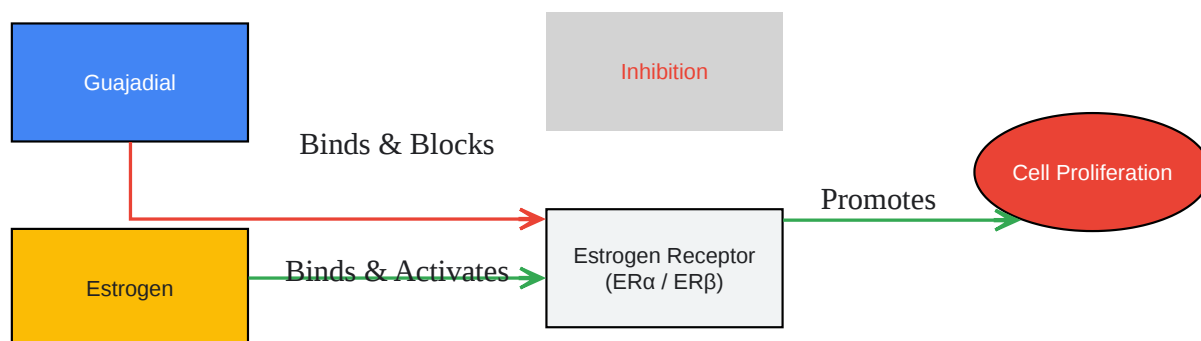 Guajadial
Inhibition
Binds & Blocks
Cell Proliferation
Promotes
Estrogen Receptor
(ERα / ERβ)
Binds & Activates
Estrogen